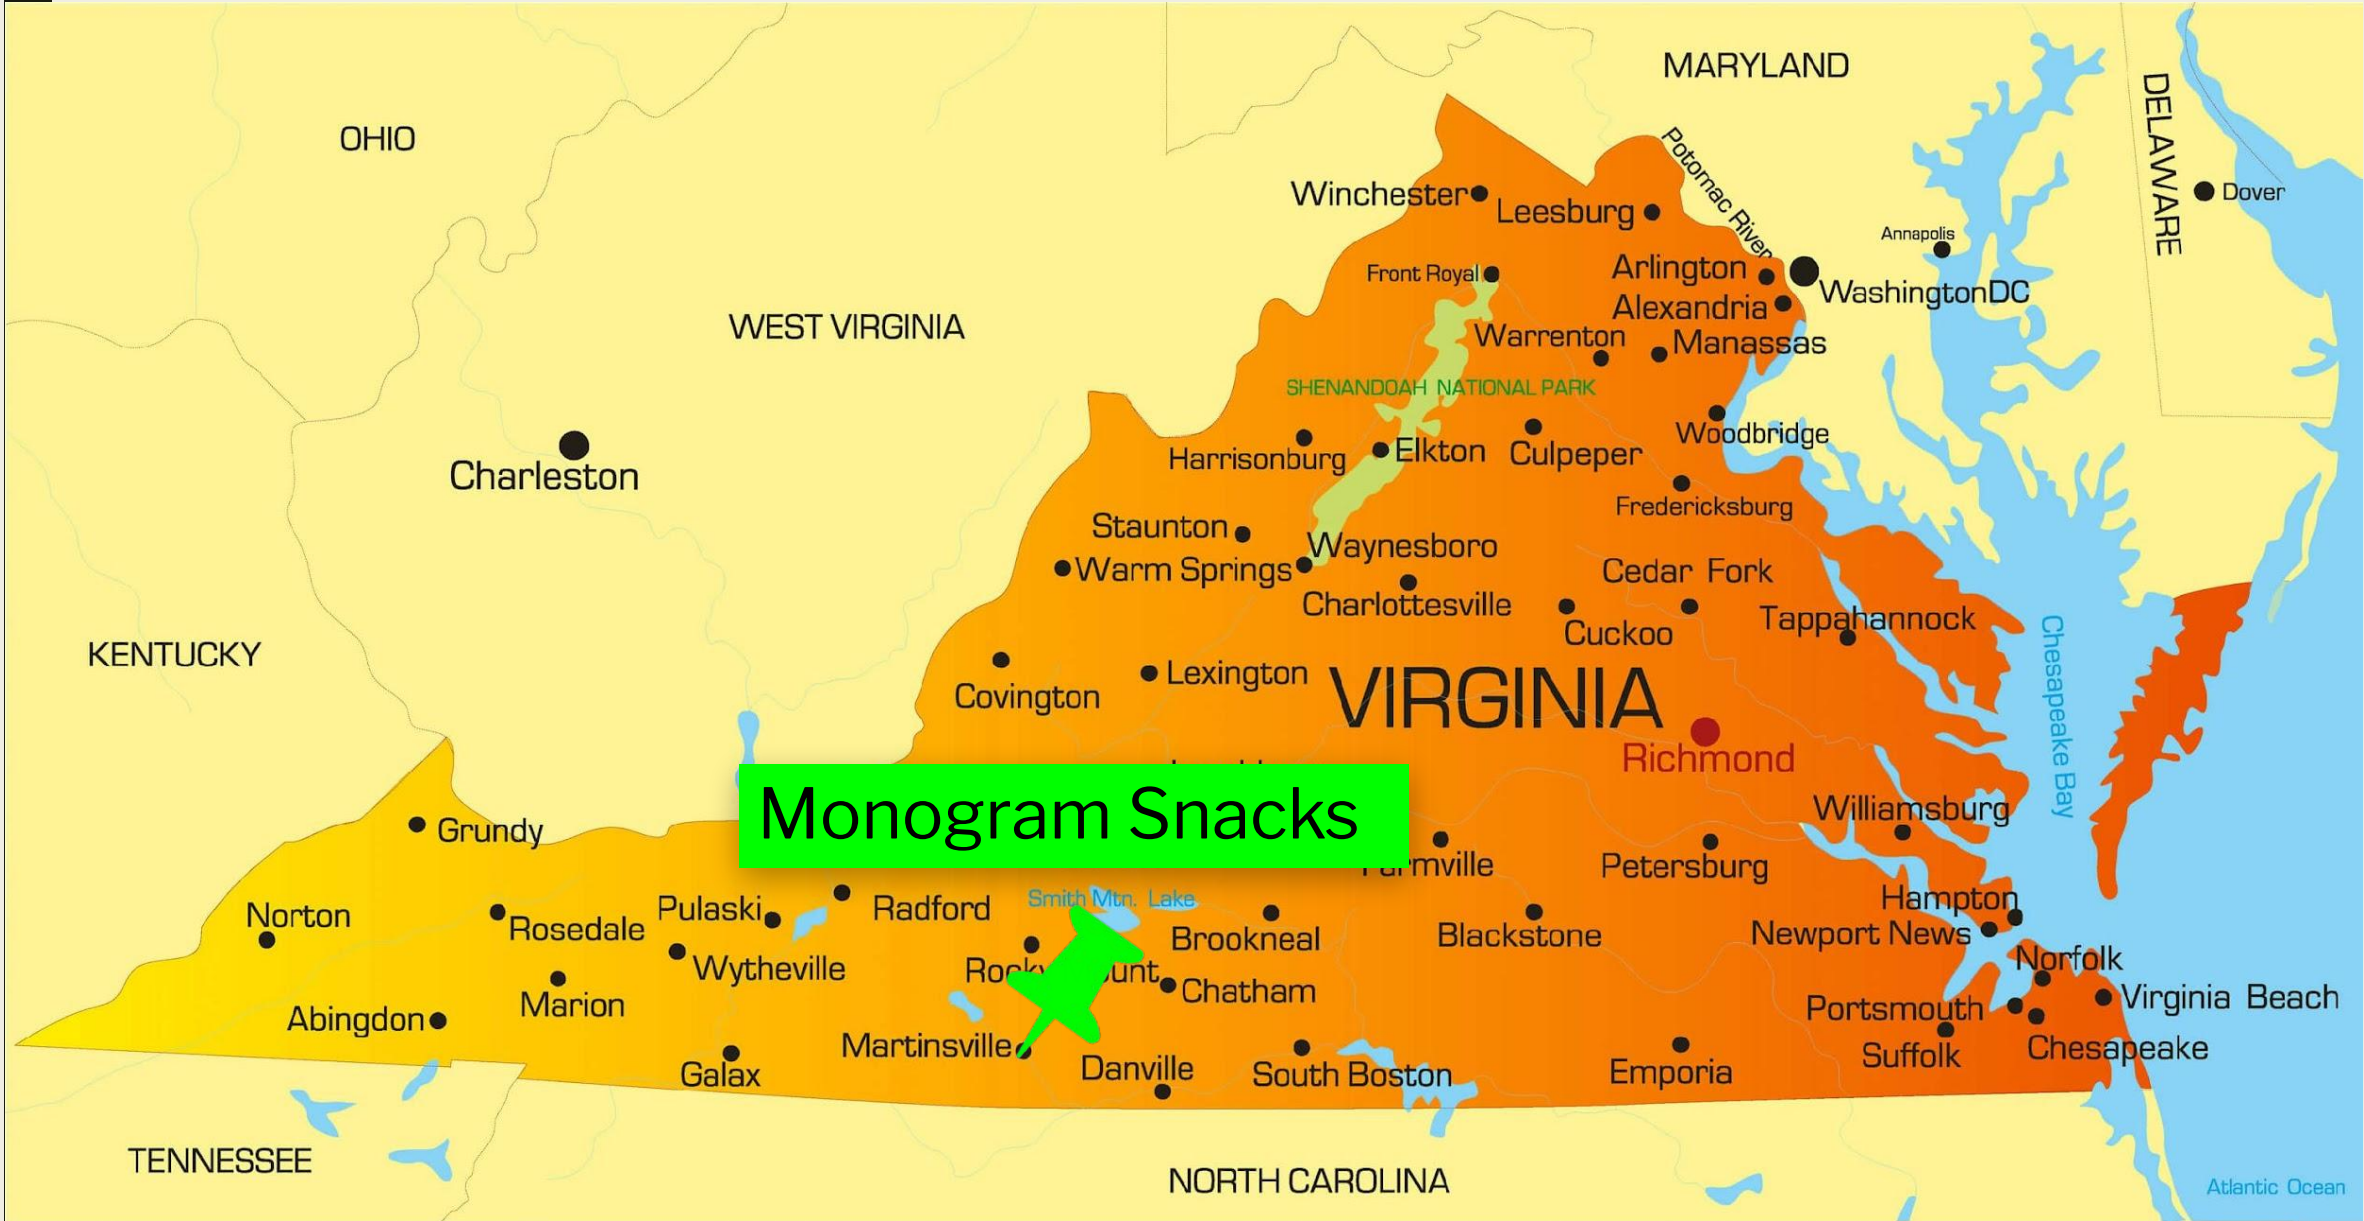 MARYLAND
OHIO
DELAWARE
Potomac River
Winchester
Leesburg
Dover
Annapolis
Front Royal
Arlington
WashingtonDC
Alexandria
WEST VIRGINIA
Warrenton
Manassas
SHENANDOAH NATIONAL PARK
Woodbridge
Harrisonburg
Elkton
Culpeper
Charleston
Fredericksburg
Staunton
Waynesboro
Warm Springs
Cedar Fork
Charlottesville
Tappahannock
Cuckoo
KENTUCKY
Chesapeake Bay
Lexington
Covington
VIRGINIA
Richmond
Monogram Snacks
Williamsburg
Grundy
Petersburg
Smith Mtn. Lake
Hampton
Norton
Pulaski
Radford
Rosedale
Brookneal
Blackstone
Newport News
Norfolk
Wytheville
Chatham
Virginia Beach
Marion
Portsmouth
Abingdon
Martinsville
Suffolk
Chesapeake
Danville
Galax
South Boston
Emporia
TENNESSEE
NORTH CAROLINA
Atlantic Ocean